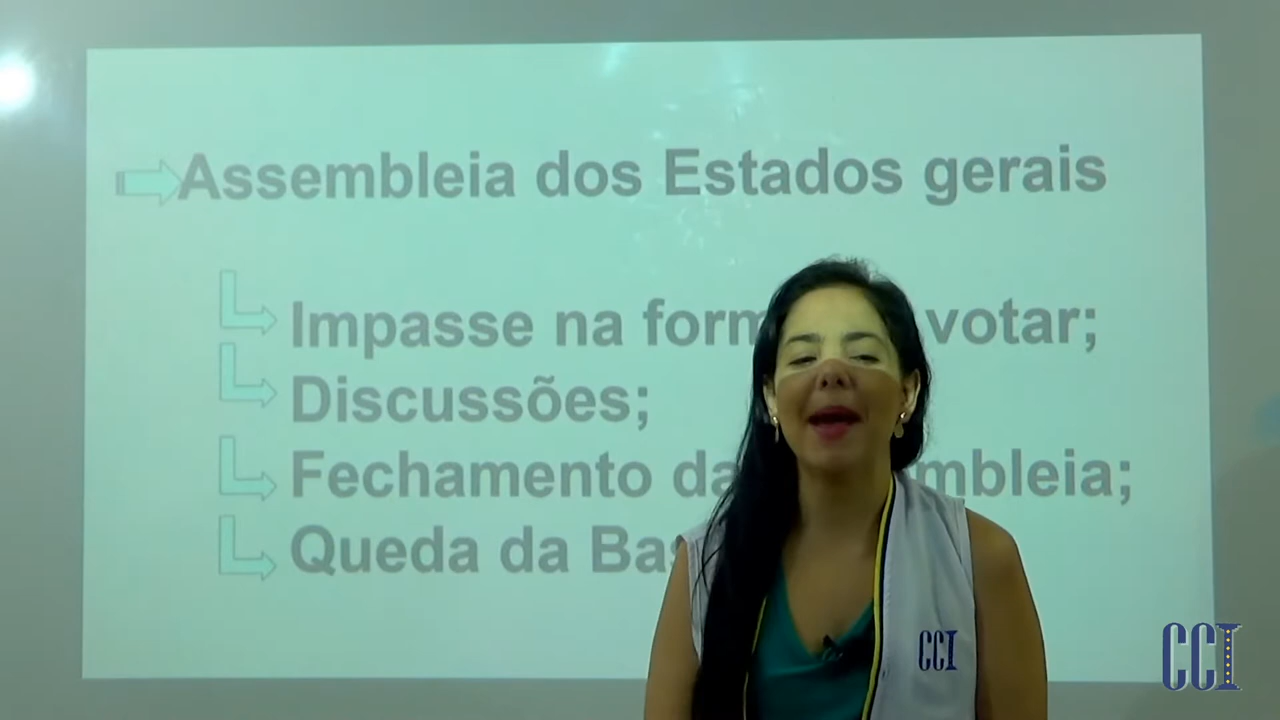 Assembleia dos Estados gerais
Impasse na form votar;
Discussões;
Fechamento da mbleia;
Queda da Bas
CCI
CCI